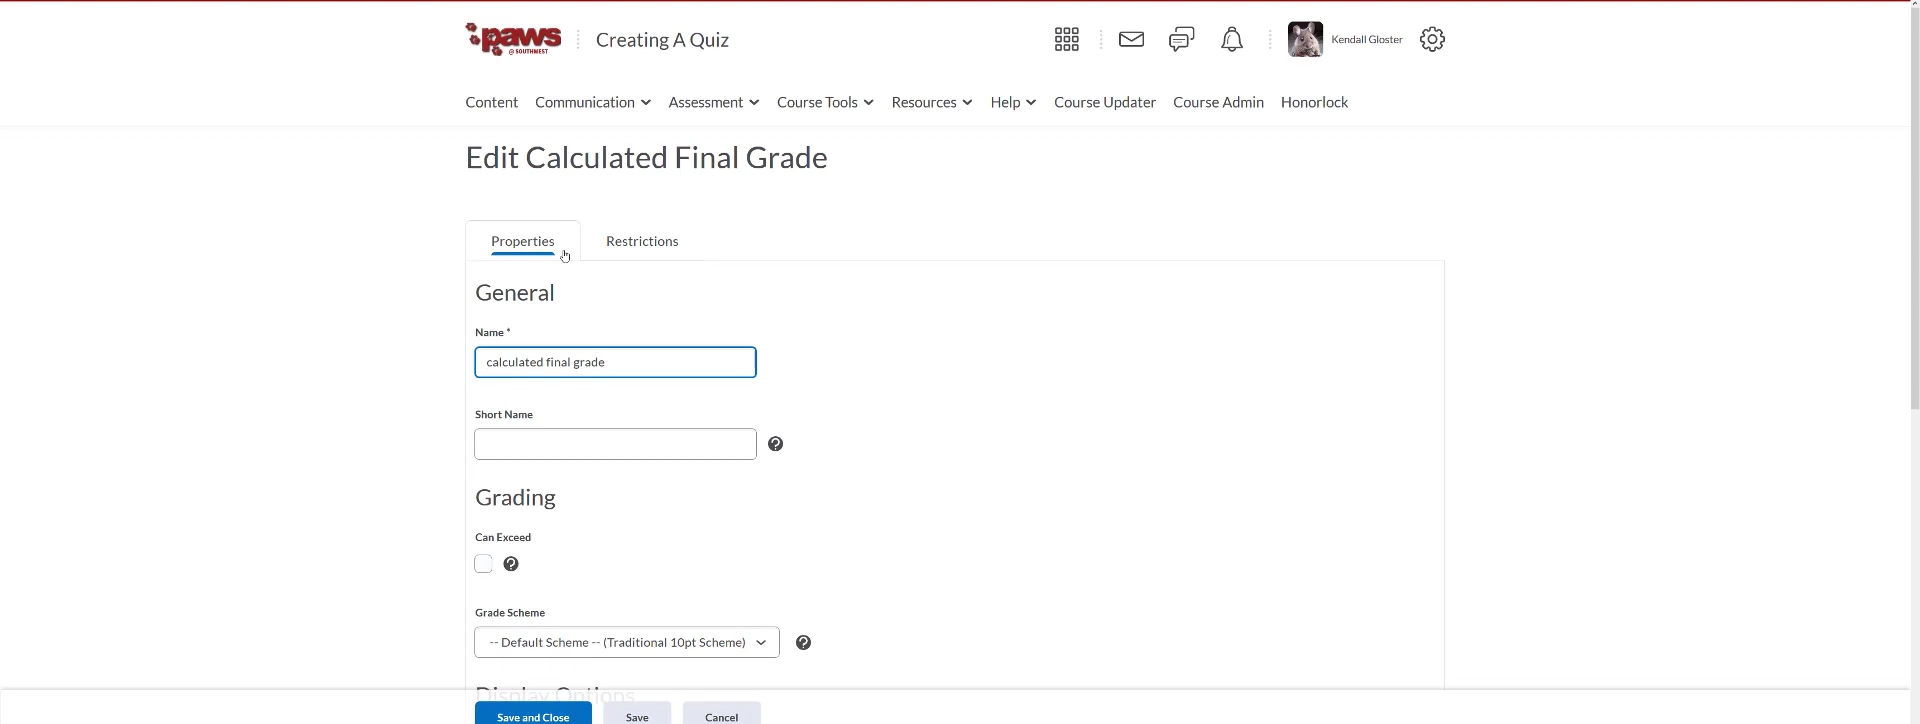 paws
@ SOUTHWEST
Creating A Quiz
Kendall Gloster
Content Communication Assessment Course Tools Resources Help Course Updater Course Admin Honorlock
Edit Calculated Final Grade
Properties Restrictions
General
Name *
calculated final grade
Short Name
Grading
Can Exceed
Grade Scheme
-- Default Scheme -- (Traditional 10pt Scheme)
Display Options
Save and Close Save Cancel